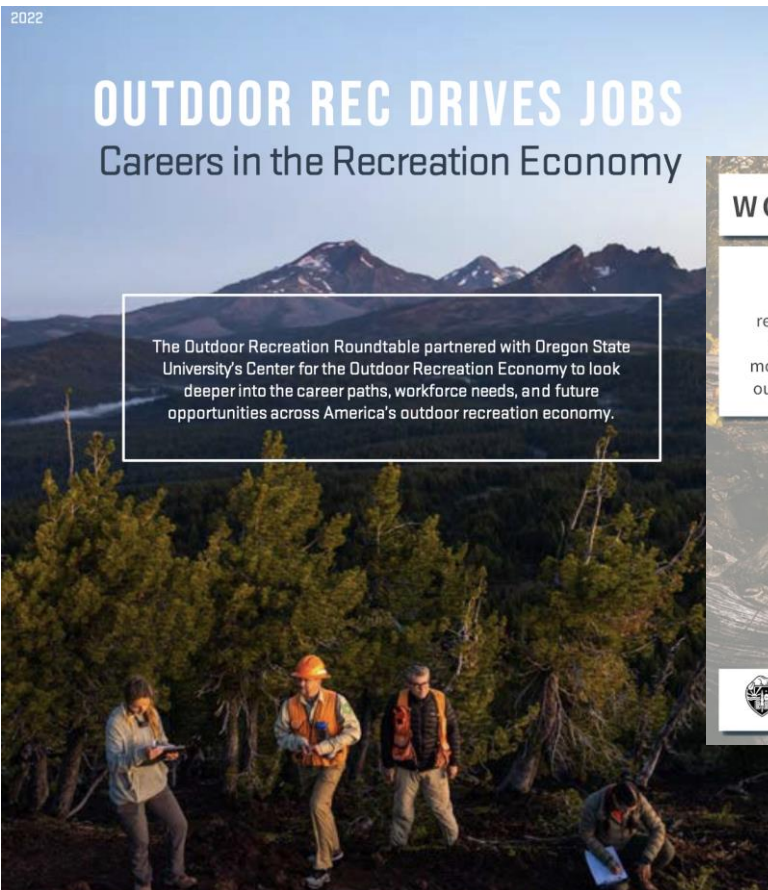 2022
OUTDOOR REC DRIVES JOBS
Careers in the Recreation Economy
The Outdoor Recreation Roundtable partnered with Oregon State
University's Center for the Outdoor Recreation Economy to look
deeper into the career paths, workforce needs, and future
opportunities across America's outdoor recreation economy.